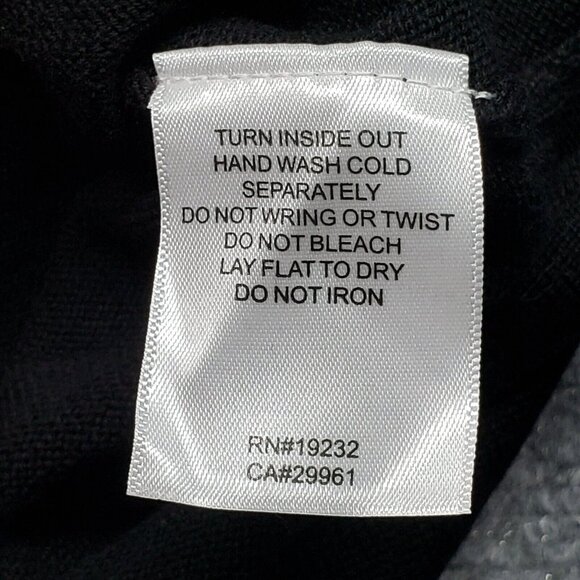 TURN INSIDE OUT
HAND WASH COLD
SEPARATELY
DO NOT WRING OR TWIST
DO NOT BLEACH
LAY FLAT TO DRY
DO NOT IRON
RN#19232
CA#29961